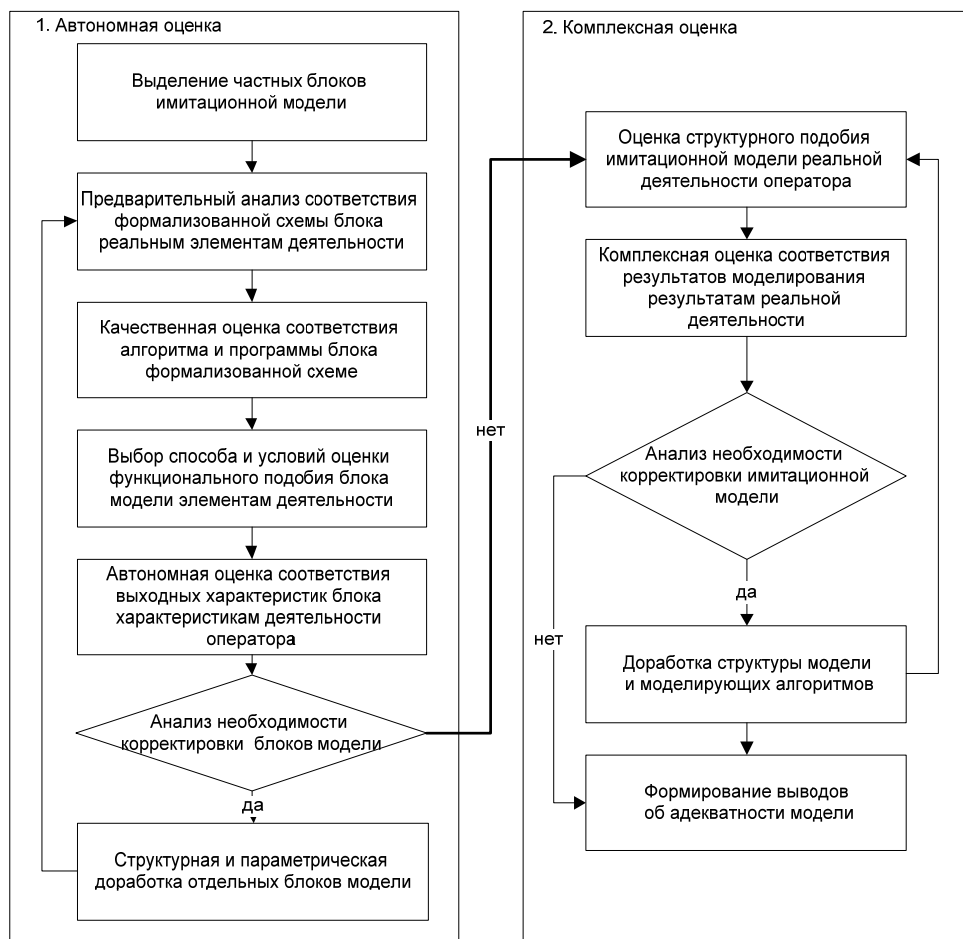 1. Автономная оценка
Выделение частных блоков
имитационной модели
Предварительный анализ соответствия
формализованной схемы блока
реальным элементам деятельности
Качественная оценка соответствия
алгоритма и программы блока
формализованной схеме
Выбор способа и условий оценки
функционального подобия блока
модели элементам деятельности
Автономная оценка соответствия
выходных характеристик блока
характеристикам деятельности
оператора
Анализ необходимости
корректировки блоков модели
да
Структурная и параметрическая
доработка отдельных блоков модели
нет
2. Комплексная оценка
Оценка структурного подобия
имитационной модели реальной
деятельности оператора
Комплексная оценка соответствия
результатов моделирования
результатам реальной
деятельности
Анализ необходимости
корректировки имитационной
модели
да
нет
Доработка структуры модели
и моделирующих алгоритмов
Формирование выводов
об адекватности модели